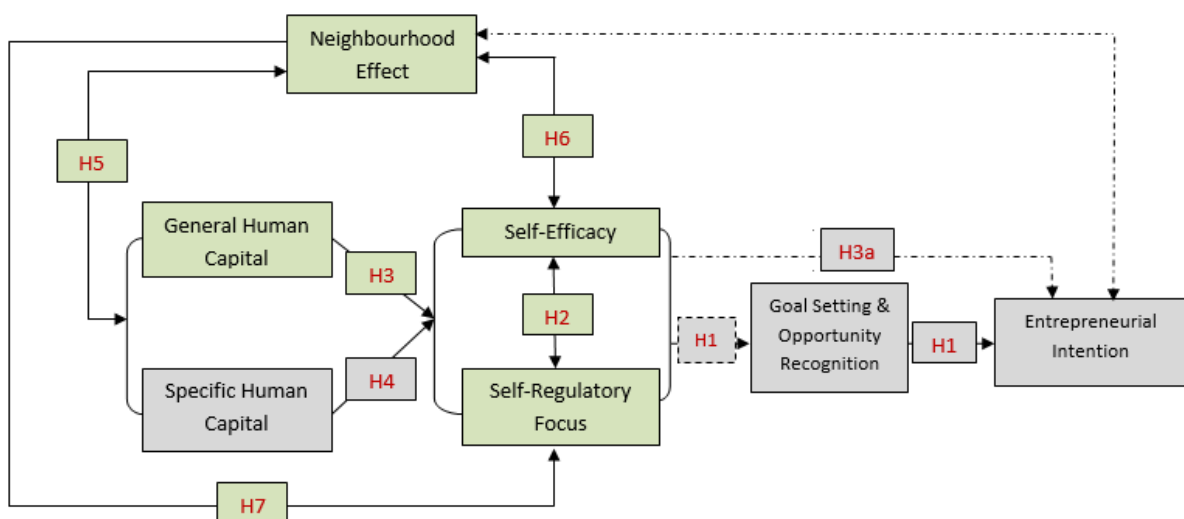 Neighbourhood
Effect
H5
H6
General Human
Capital
H3
Self-Efficacy
H3a
H2
H1
Goal Setting &
Opportunity
Recognition
H1
Entrepreneurial
Intention
Specific Human
Capital
H4
Self-Regulatory
Focus
H7